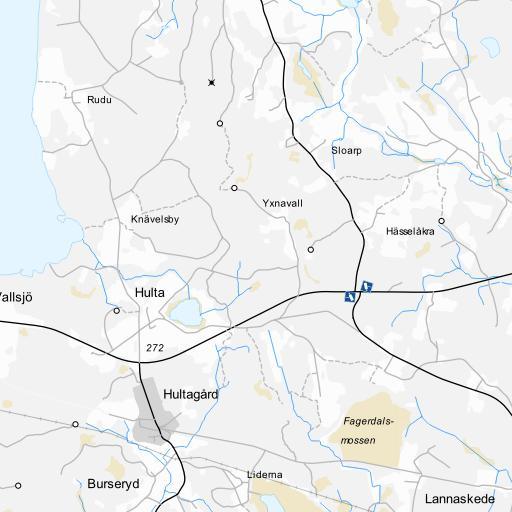 Rudu
Sloarp
Yxnavall
Knävelsby
Hässelåkra
Vallsjö
Hulta
272
Hultagård
Fagerdals-
mossen
Liderna
Burseryd
Lannaskede